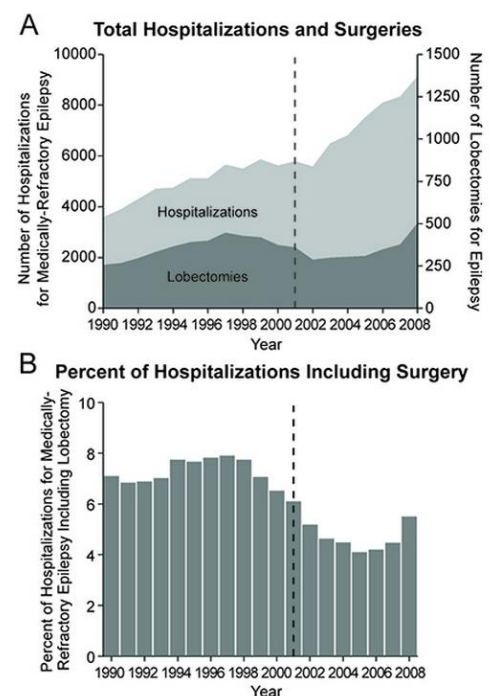 A
Total Hospitalizations and Surgeries
Number of Hospitalizations
for Medically-Refractory Epilepsy
10000
8000
6000
4000
2000
0
Hospitalizations
Lobectomies
1500
1250
1000
750
500
250
0
Number of Lobectomies for Epilepsy
1990 1992 1994 1996 1998 2000 2002 2004 2006 2008
Year
B
Percent of Hospitalizations Including Surgery
Percent of Hospitalizations for Medically-
Refractory Epilepsy Including Lobectomy
10
8
6
4
2
0
1990 1992 1994 1996 1998 2000 2002 2004 2006 2008
Year